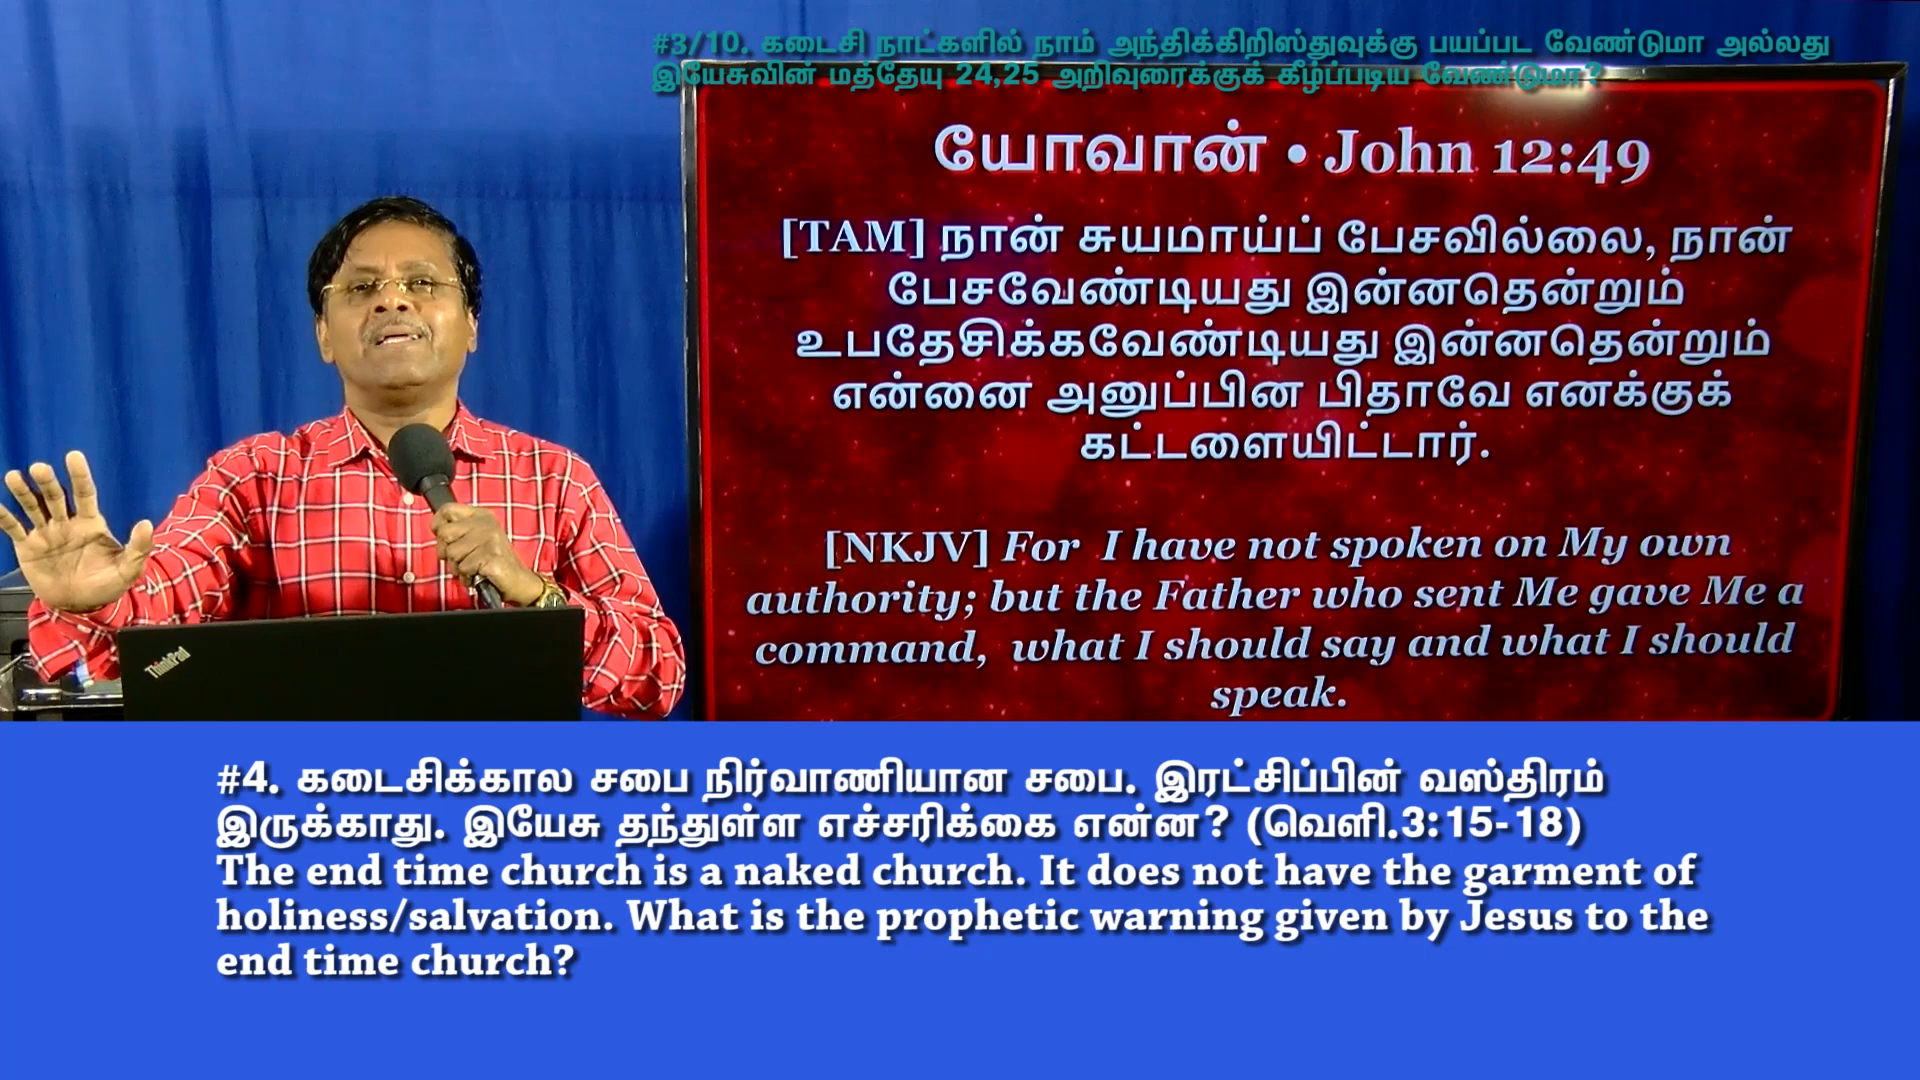 #3/10. கடைசி நாட்களில் நாம் அந்திக்கிறிஸ்துவுக்கு பயப்பட வேண்டுமா அல்லது
இயேசுவின் மத்தேயு 24,25 அறிவுரைக்குக் கீழ்ப்படிய வேண்டுமா?
யோவான் • John 12:49
[TAM] நான் சுயமாய்ப் பேசவில்லை, நான்
பேசவேண்டியது இன்னதென்றும்
உபதேசிக்கவேண்டியது இன்னதென்றும்
என்னை அனுப்பின பிதாவே எனக்குக்
கட்டளையிட்டார்.
[NKJV] For I have not spoken on My own
authority; but the Father who sent Me gave Me a
command, what I should say and what I should
speak.
ThinkPad
#4. கடைசிக்கால சபை நிர்வாணியான சபை. இரட்சிப்பின் வஸ்திரம்
இருக்காது. இயேசு தந்துள்ள எச்சரிக்கை என்ன? (வெளி.3:15-18)
The end time church is a naked church. It does not have the garment of
holiness/salvation. What is the prophetic warning given by Jesus to the
end time church?